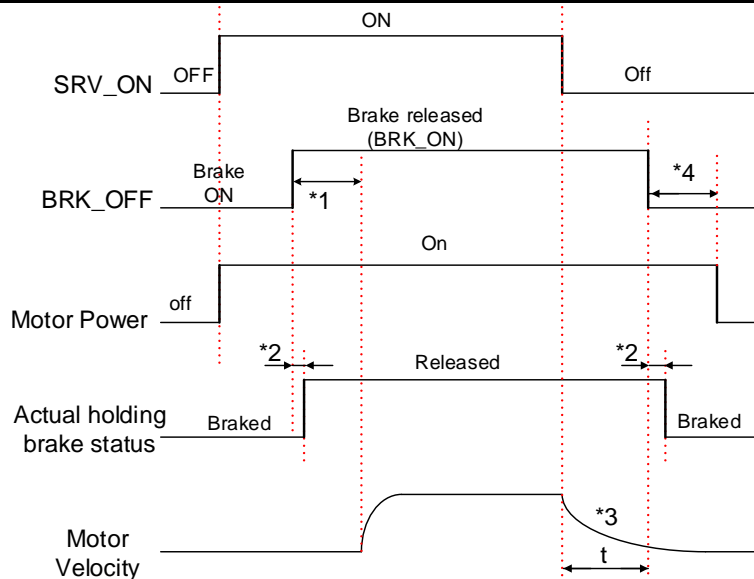 ON
SRV_ON
OFF
Off
Brake released
(BRK_ON)
Brake
ON
BRK_OFF
*1
*4
On
off
Motor Power
*2
Released
*2
Actual holding
brake status
Braked
Braked
*3
Motor
Velocity
t